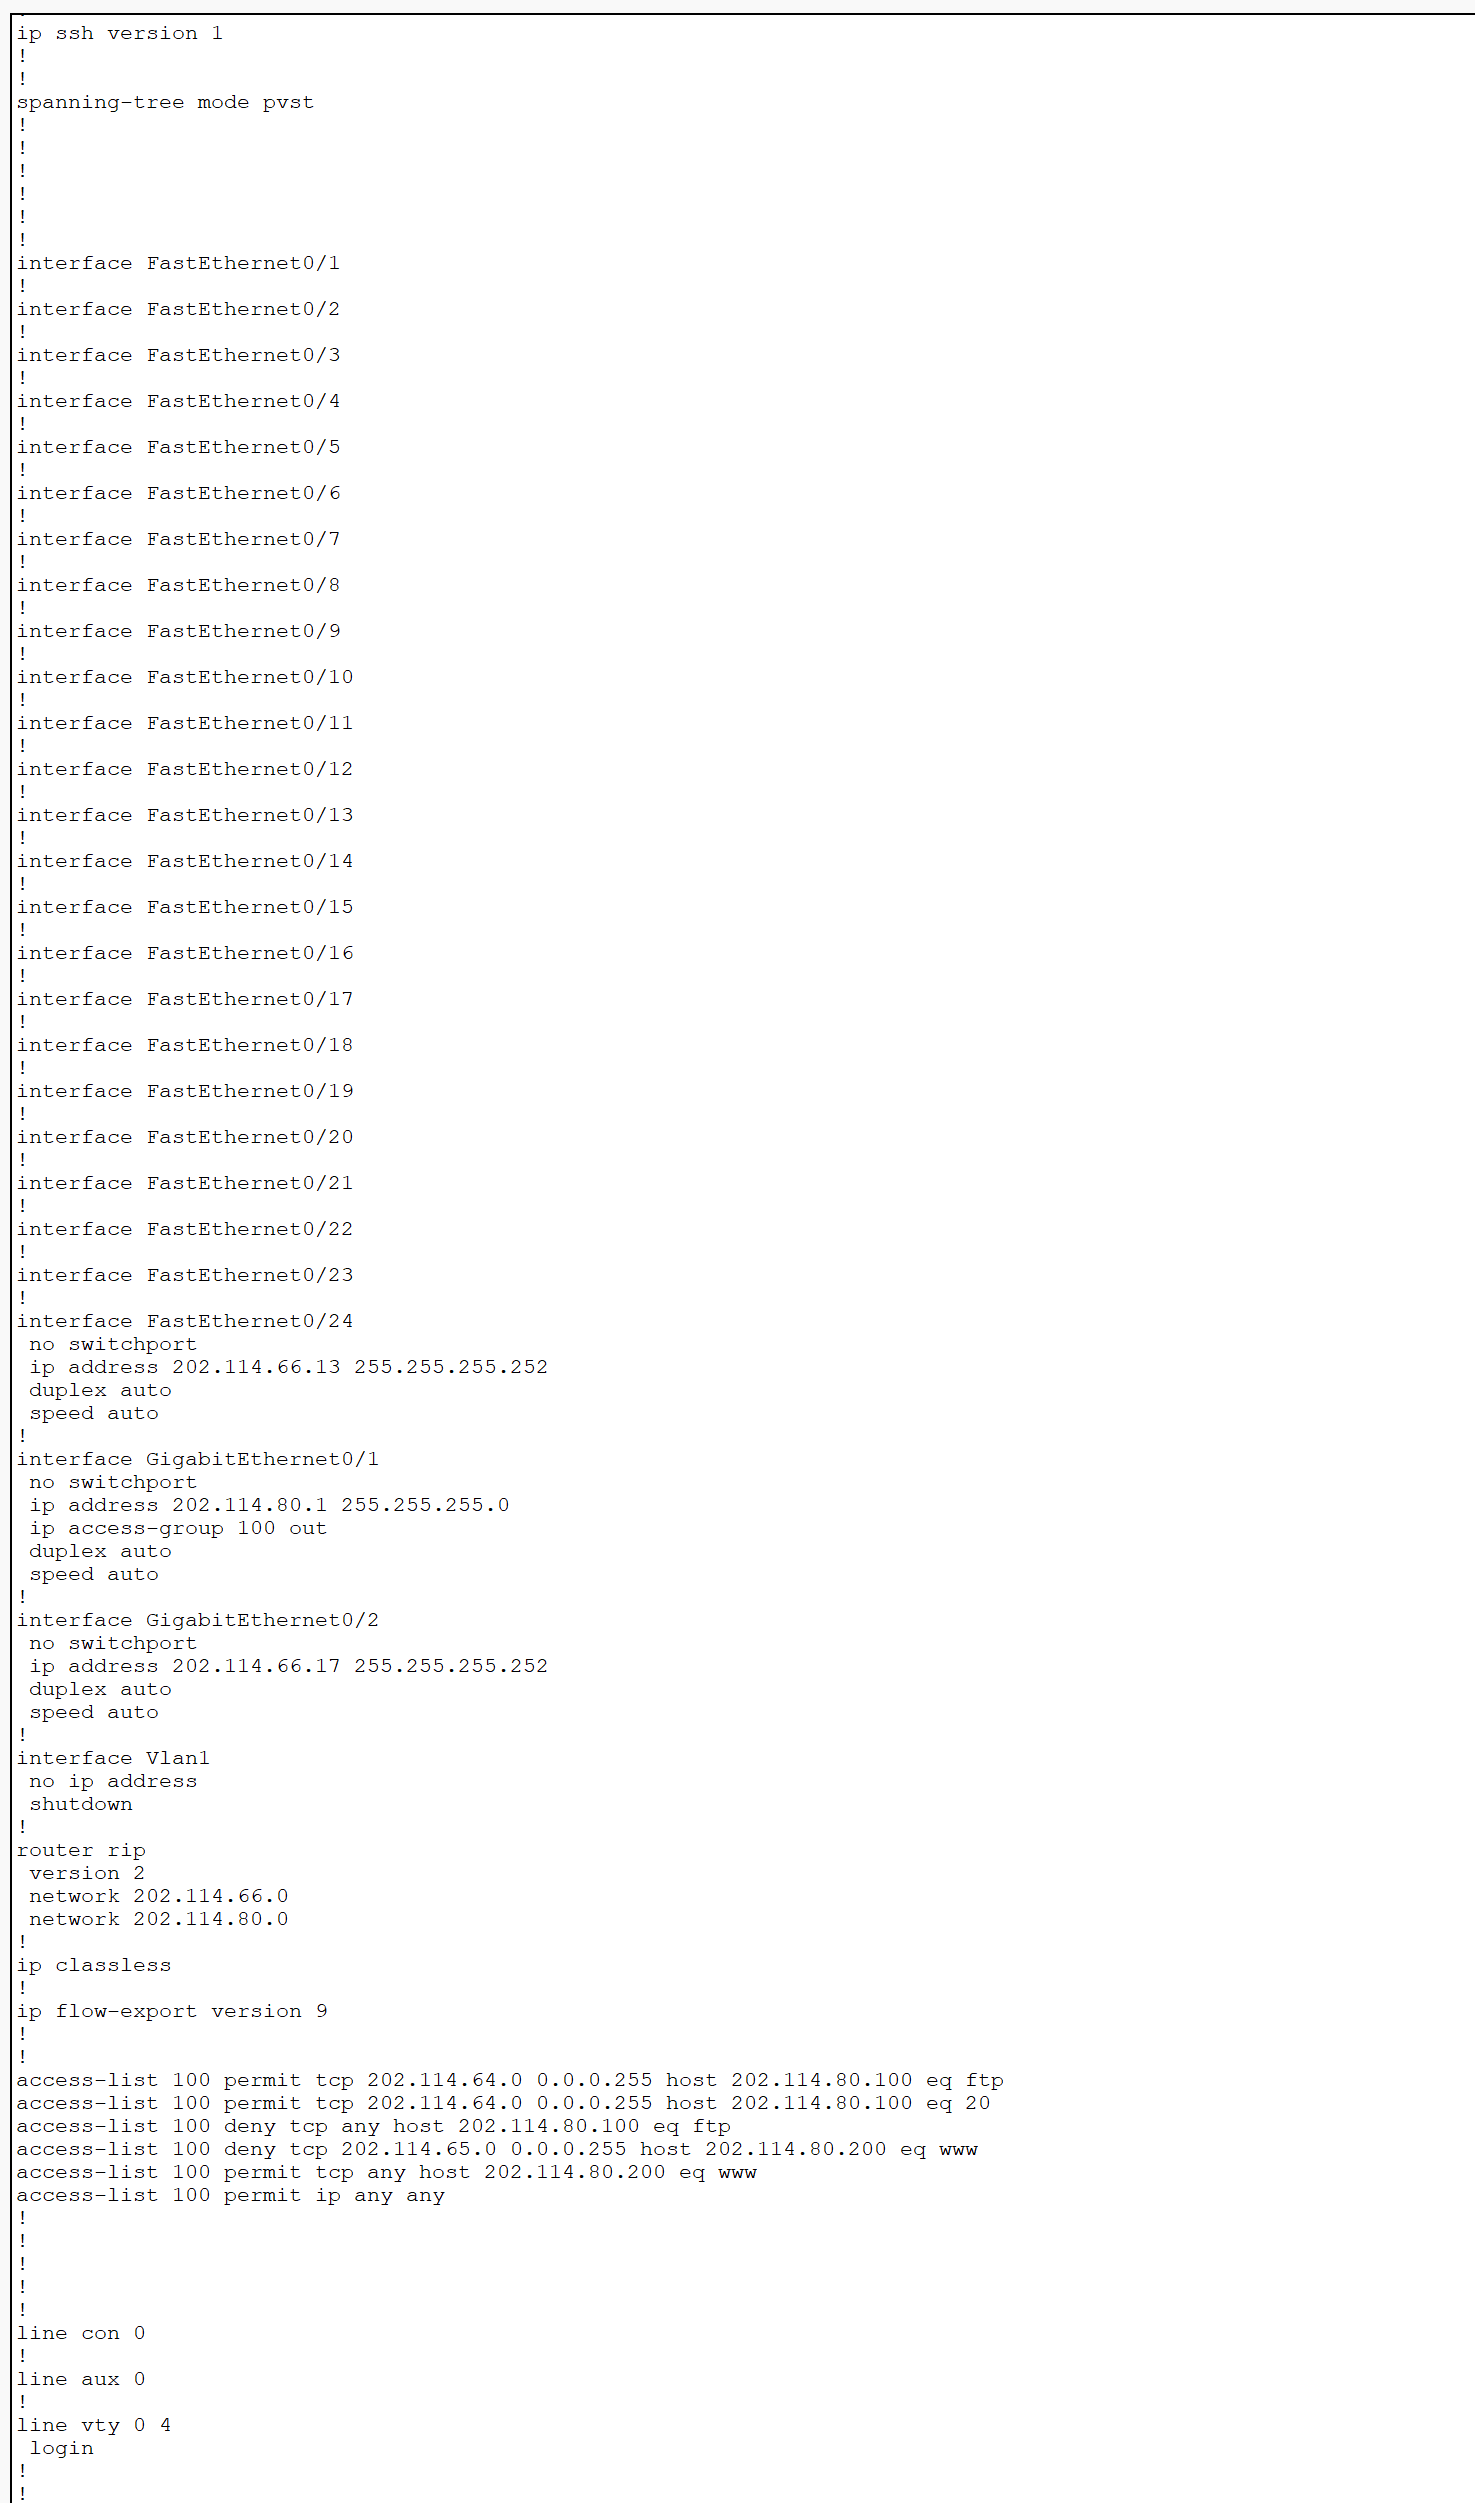 ip ssh version 1
!
!
spanning-tree mode pvst
!
!
!
!
!
!
interface FastEthernet0/1
!
interface FastEthernet0/2
!
interface FastEthernet0/3
!
interface FastEthernet0/4
!
interface FastEthernet0/5
!
interface FastEthernet0/6
!
interface FastEthernet0/7
!
interface FastEthernet0/8
!
interface FastEthernet0/9
!
interface FastEthernet0/10
!
interface FastEthernet0/11
!
interface FastEthernet0/12
!
interface FastEthernet0/13
!
interface FastEthernet0/14
!
interface FastEthernet0/15
!
interface FastEthernet0/16
!
interface FastEthernet0/17
!
interface FastEthernet0/18
!
interface FastEthernet0/19
!
interface FastEthernet0/20
!
interface FastEthernet0/21
!
interface FastEthernet0/22
!
interface FastEthernet0/23
!
interface FastEthernet0/24
 no switchport
 ip address 202.114.66.13 255.255.255.252
 duplex auto
 speed auto
!
interface GigabitEthernet0/1
 no switchport
 ip address 202.114.80.1 255.255.255.0
 ip access-group 100 out
 duplex auto
 speed auto
!
interface GigabitEthernet0/2
 no switchport
 ip address 202.114.66.17 255.255.255.252
 duplex auto
 speed auto
!
interface Vlan1
 no ip address
 shutdown
!
router rip
 version 2
 network 202.114.66.0
 network 202.114.80.0
!
ip classless
!
ip flow-export version 9
!
!
access-list 100 permit tcp 202.114.64.0 0.0.0.255 host 202.114.80.100 eq ftp
access-list 100 permit tcp 202.114.64.0 0.0.0.255 host 202.114.80.100 eq 20
access-list 100 deny tcp any host 202.114.80.100 eq ftp
access-list 100 deny tcp 202.114.65.0 0.0.0.255 host 202.114.80.200 eq www
access-list 100 permit tcp any host 202.114.80.200 eq www
access-list 100 permit ip any any
!
!
!
!
!
line con 0
!
line aux 0
!
line vty 0 4
 login
!
!